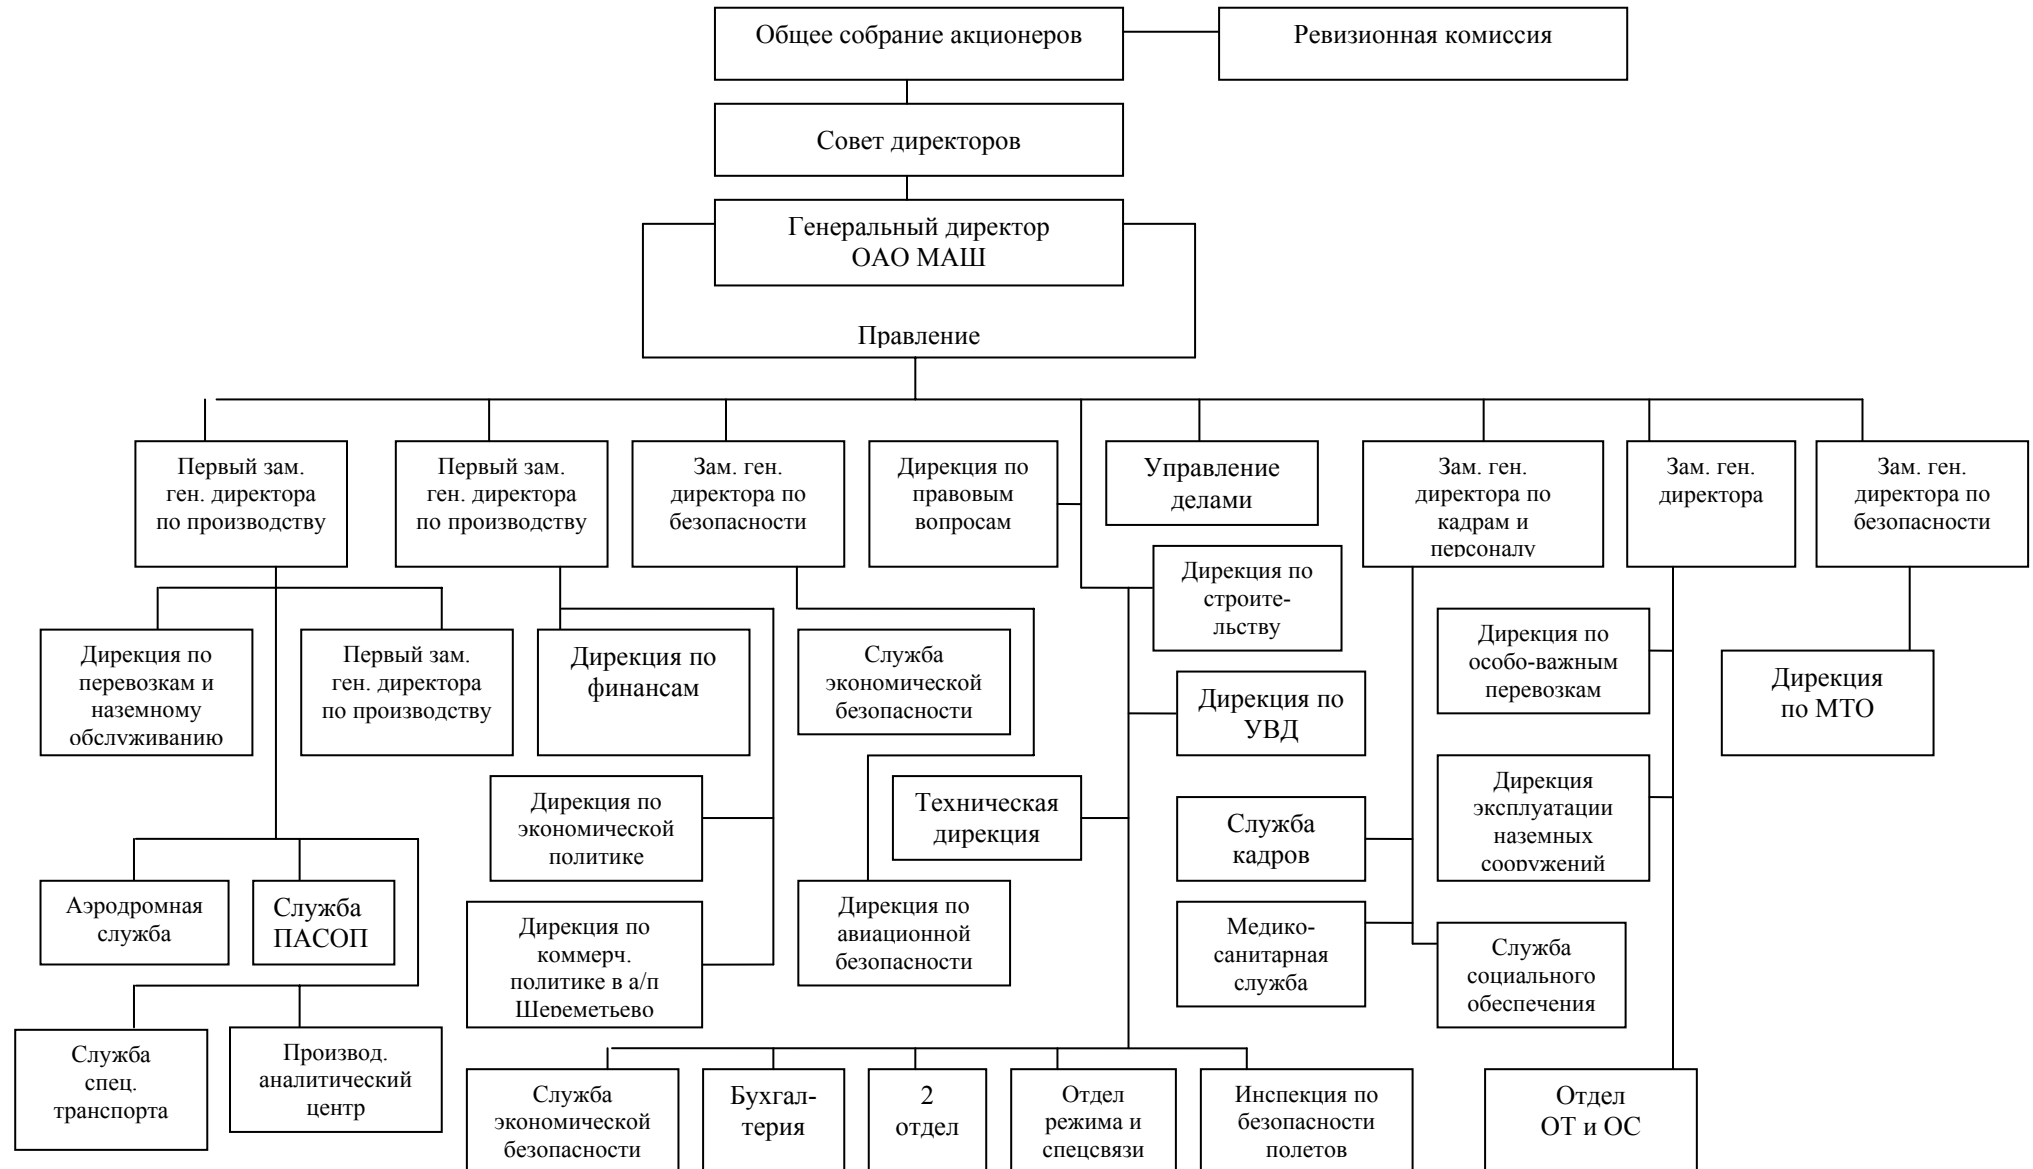 Общее собрание акционеров
Ревизионная комиссия
Совет директоров
Генеральный директор
ОАО МАШ
Правление
Первый зам.
ген. директора
по производству
Первый зам.
ген. директора
по производству
Зам. ген.
директора по
безопасности
Дирекция по
правовым
вопросам
Управление
делами
Зам. ген.
директора по
кадрам и
персоналу
Зам. ген.
директора
Зам. ген.
директора по
безопасности
Дирекция по
строите-
льству
Дирекция по
перевозкам и
наземному
обслуживанию
Первый зам.
ген. директора
по производству
Дирекция по
финансам
Служба
экономической
безопасности
Дирекция по
УВД
Дирекция по
особо-важным
перевозкам
Дирекция
по МТО
Дирекция по
экономической
политике
Техническая
дирекция
Служба
кадров
Дирекция
эксплуатации
наземных
сооружений
Аэродромная
служба
Служба
ПАСОП
Дирекция по
коммерч.
политике в а/п
Шереметьево
Дирекция по
авиационной
безопасности
Медико-
санитарная
служба
Служба
социального
обеспечения
Служба
спец.
транспорта
Производ.
аналитический
центр
Служба
экономической
безопасности
Бухгал-
терия
2
отдел
Отдел
режима и
спецсвязи
Инспекция по
безопасности
полетов
Отдел
ОТ и ОС